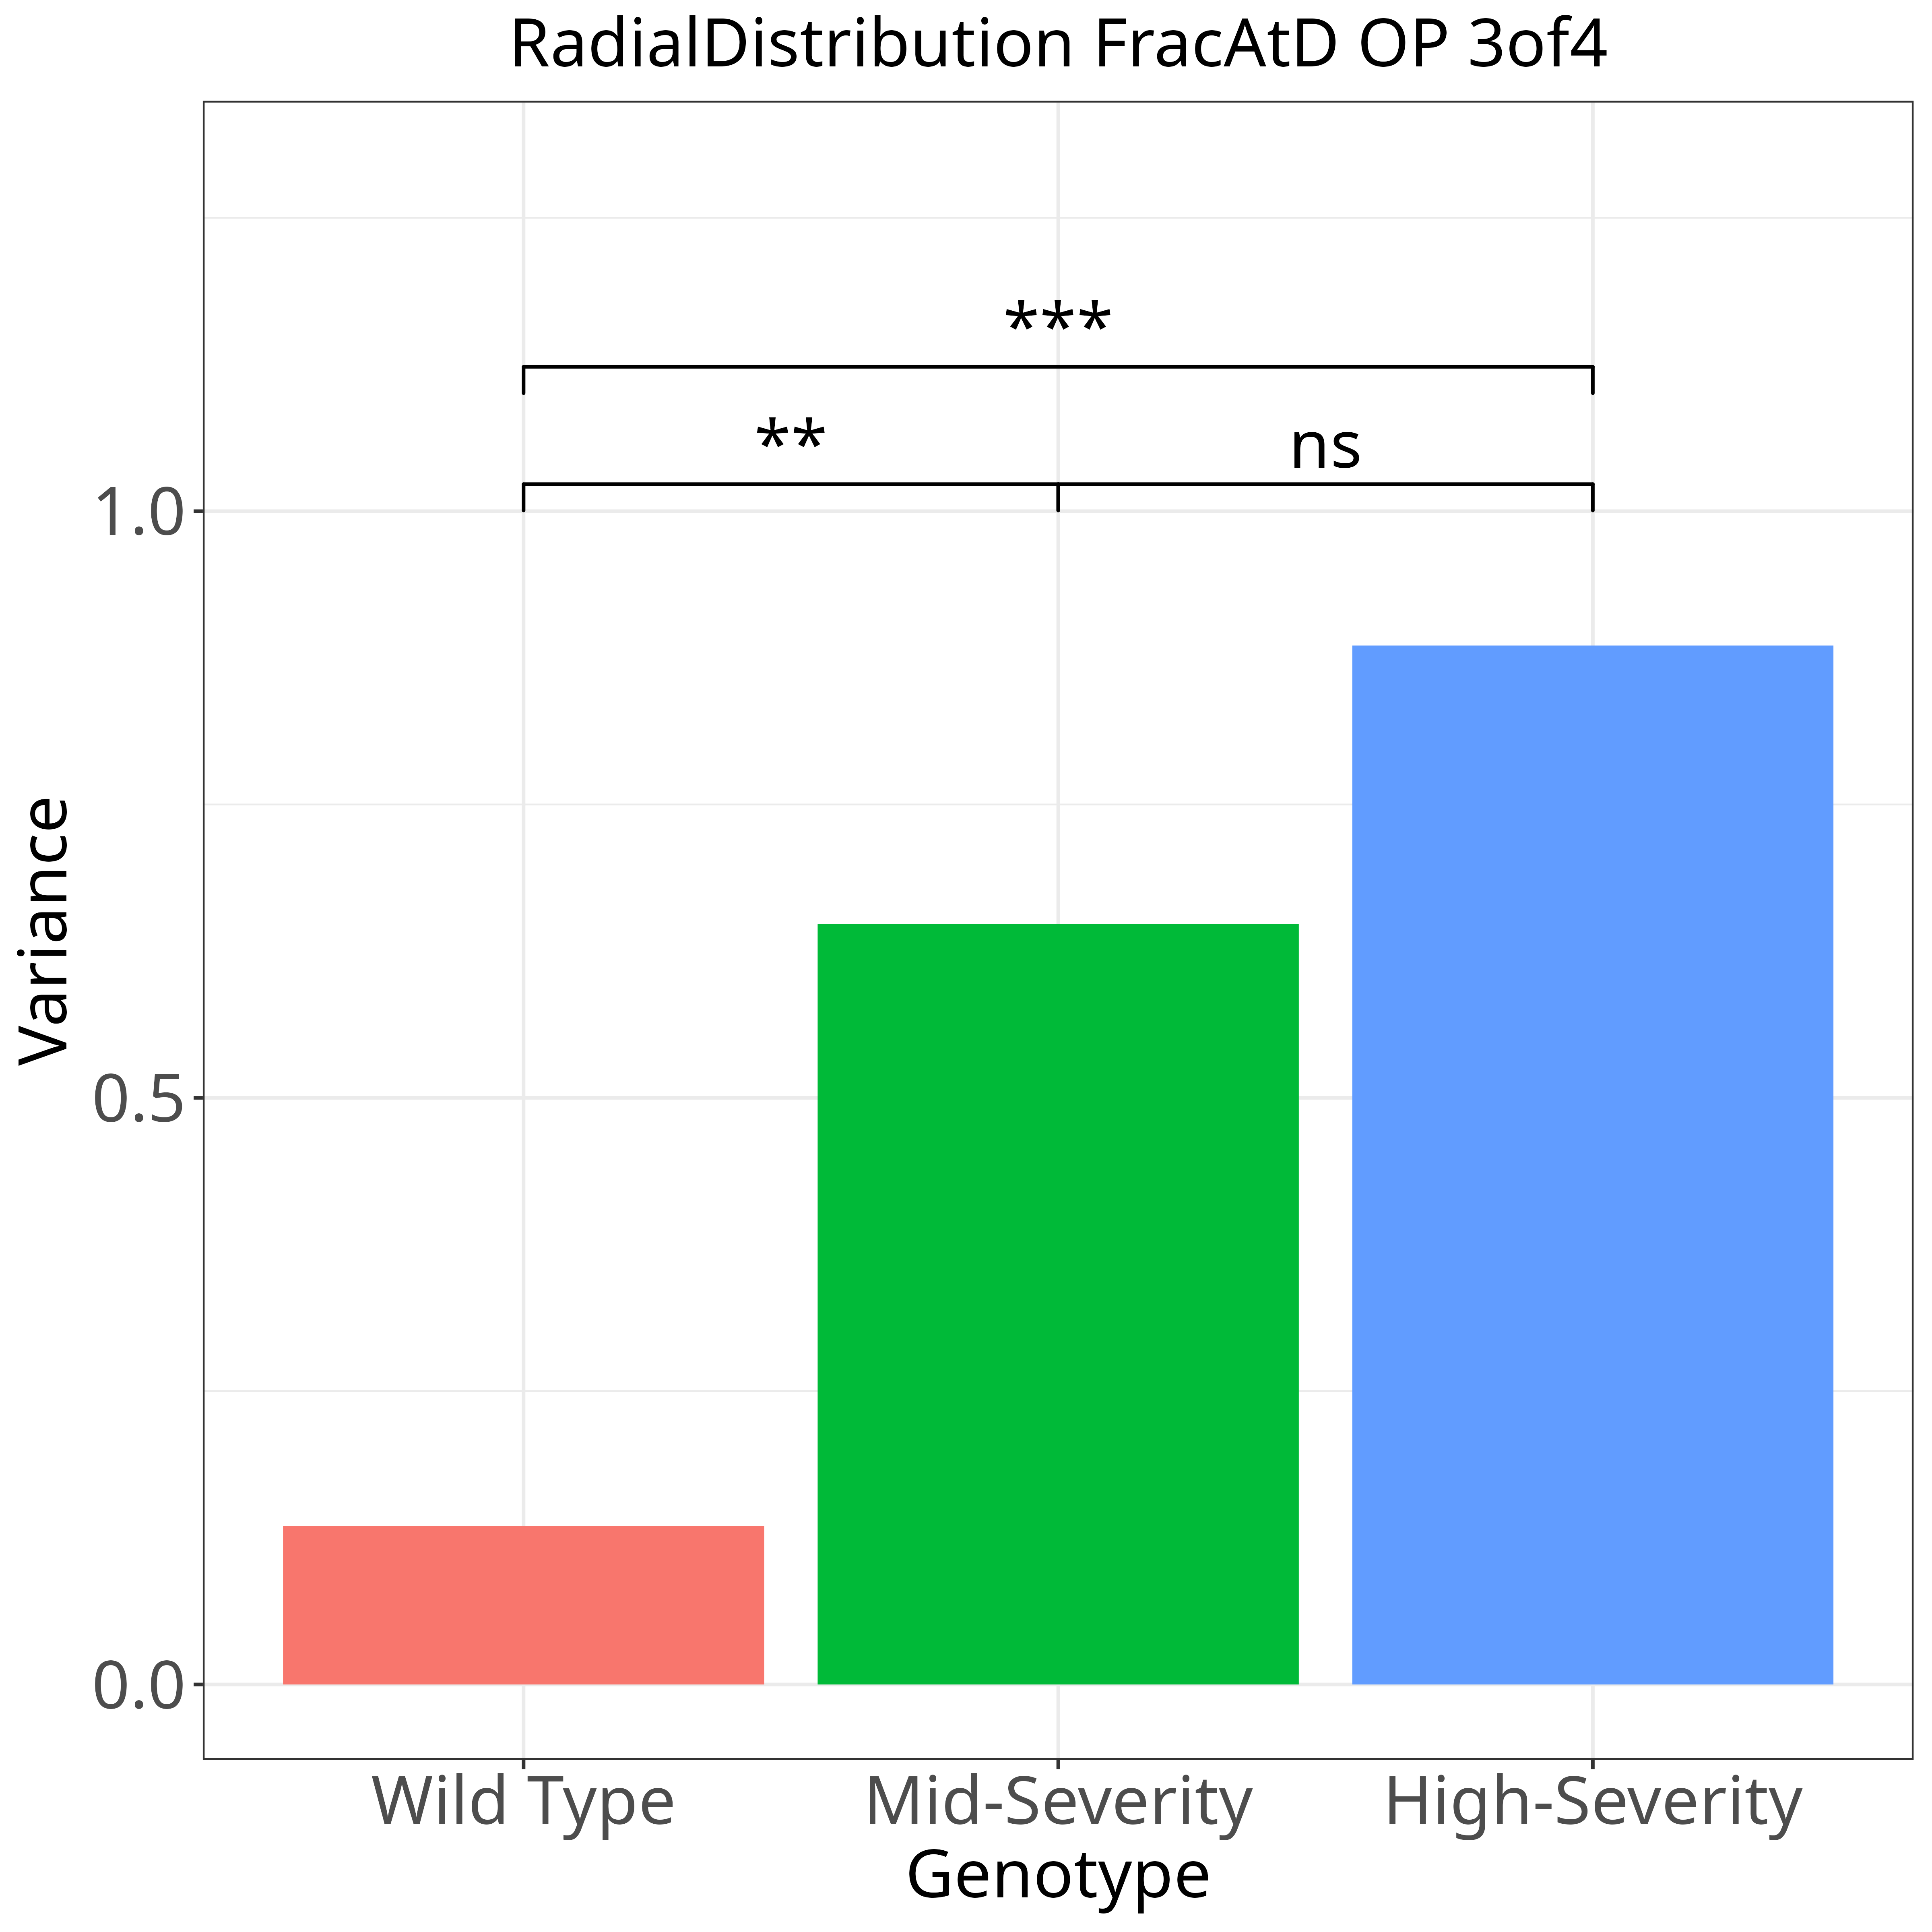 RadialDistribution FracAtD OP 3of4
***
** ns
1.0
0.5
0.0
Variance
Wild Type Mid-Severity High-Severity
Genotype